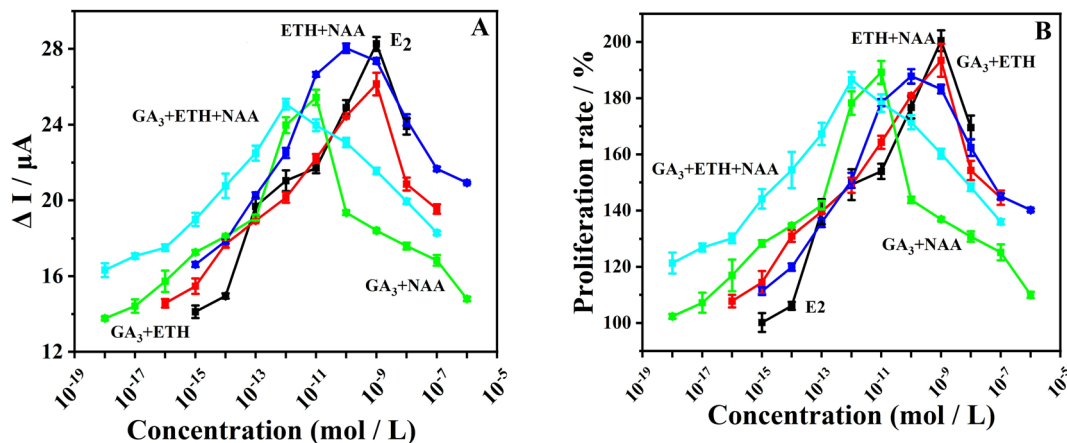 A
ETH+NAA
E2
GA3+ETH+NAA
GA3+NAA
GA3+ETH
Δ I / μA
28
24
20
16
12
10-19
10-17
10-15
10-13
10-11
10-9
10-7
10-5
Concentration (mol / L)
B
ETH+NAA
GA3+ETH
GA3+ETH+NAA
GA3+NAA
E2
Proliferation rate / %
200
180
160
140
120
100
10-19
10-17
10-15
10-13
10-11
10-9
10-7
10-5
Concentration (mol / L)